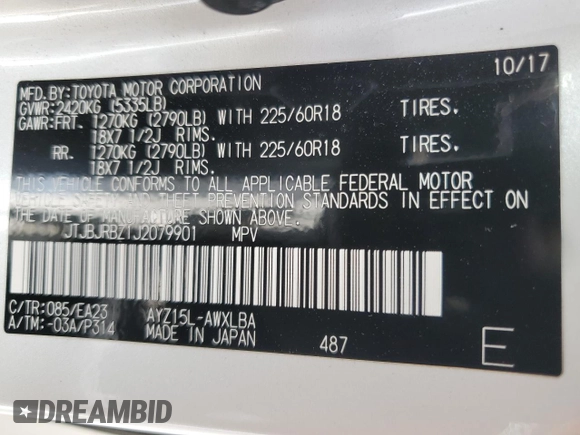 MFD.BY:TOYOTA MOTOR CORPORATION 10/17
GVWR:2420KG (5335LB)
GAWR:FRT. 1270KG (2790LB) WITH 225/60R18 TIRES.
18X7 1/2J RIMS.
RR. 1270KG (2790LB) WITH 225/60R18 TIRES.
18X7 1/2J RIMS.
THIS VEHICLE CONFORMS TO ALL APPLICABLE FEDERAL MOTOR
VEHICLE SAFETY AND THEFT PREVENTION STANDARDS IN EFFECT ON
THE DATE OF MANUFACTURE SHOWN ABOVE.
JTJBJRBZ1J2079901 MPV
C/TR:085/EA23 AYZ15L-AWXLBA
A/TM:-03A/P314 MADE IN JAPAN 487 E
DREAMBID